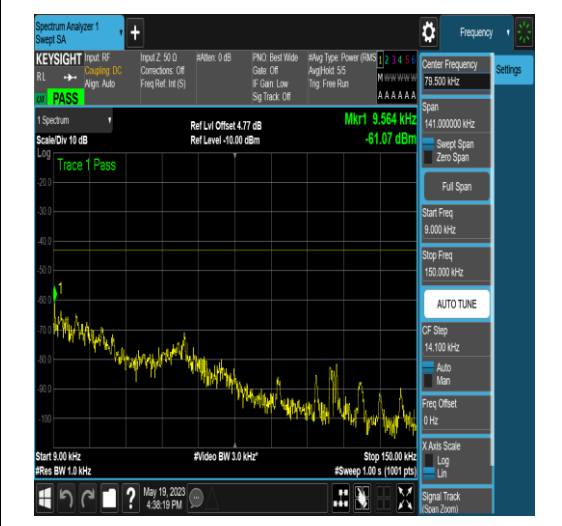 Spectrum Analyzer 1
Swept SA
+
Frequency
KEYSIGHT
Input: RF
Coupling: DC
Align: Auto
Input Z: 50 Ω
Corrections: Off
Freq Ref: Int (S)
#Atten: 0 dB
PNO: Best Wide
Gate: Off
IF Gain: Low
Sig Track: Off
#Avg Type: Power (RMS
Avg|Hold: 5/5
Trig: Free Run
1 2 3 4 5 6
M w w w w w
A A A A A A
R L
PASS
1 Spectrum
Scale/Div 10 dB
Ref Lvl Offset 4.77 dB
Ref Level -10.00 dBm
Mkr1 9.564 kHz
-61.07 dBm
Log
Trace 1 Pass
-20.0
-30.0
-40.0
-50.0
-60.0
-80.0
-90.0
-100
1
Start 9.00 kHz
#Res BW 1.0 kHz
#Video BW 3.0 kHz*
Stop 150.00 kHz
#Sweep 1.00 s (1001 pts)
?
May 19, 2023
4:38:19 PM
Center Frequency
79.500 kHz
Settings
Span
141.000000 kHz
Swept Span
Zero Span
Full Span
Start Freq
9.000 kHz
Stop Freq
150.000 kHz
AUTO TUNE
CF Step
14.100 kHz
Auto
Man
Freq Offset
0 Hz
X Axis Scale
Log
Lin
Signal Track
(Span Zoom)